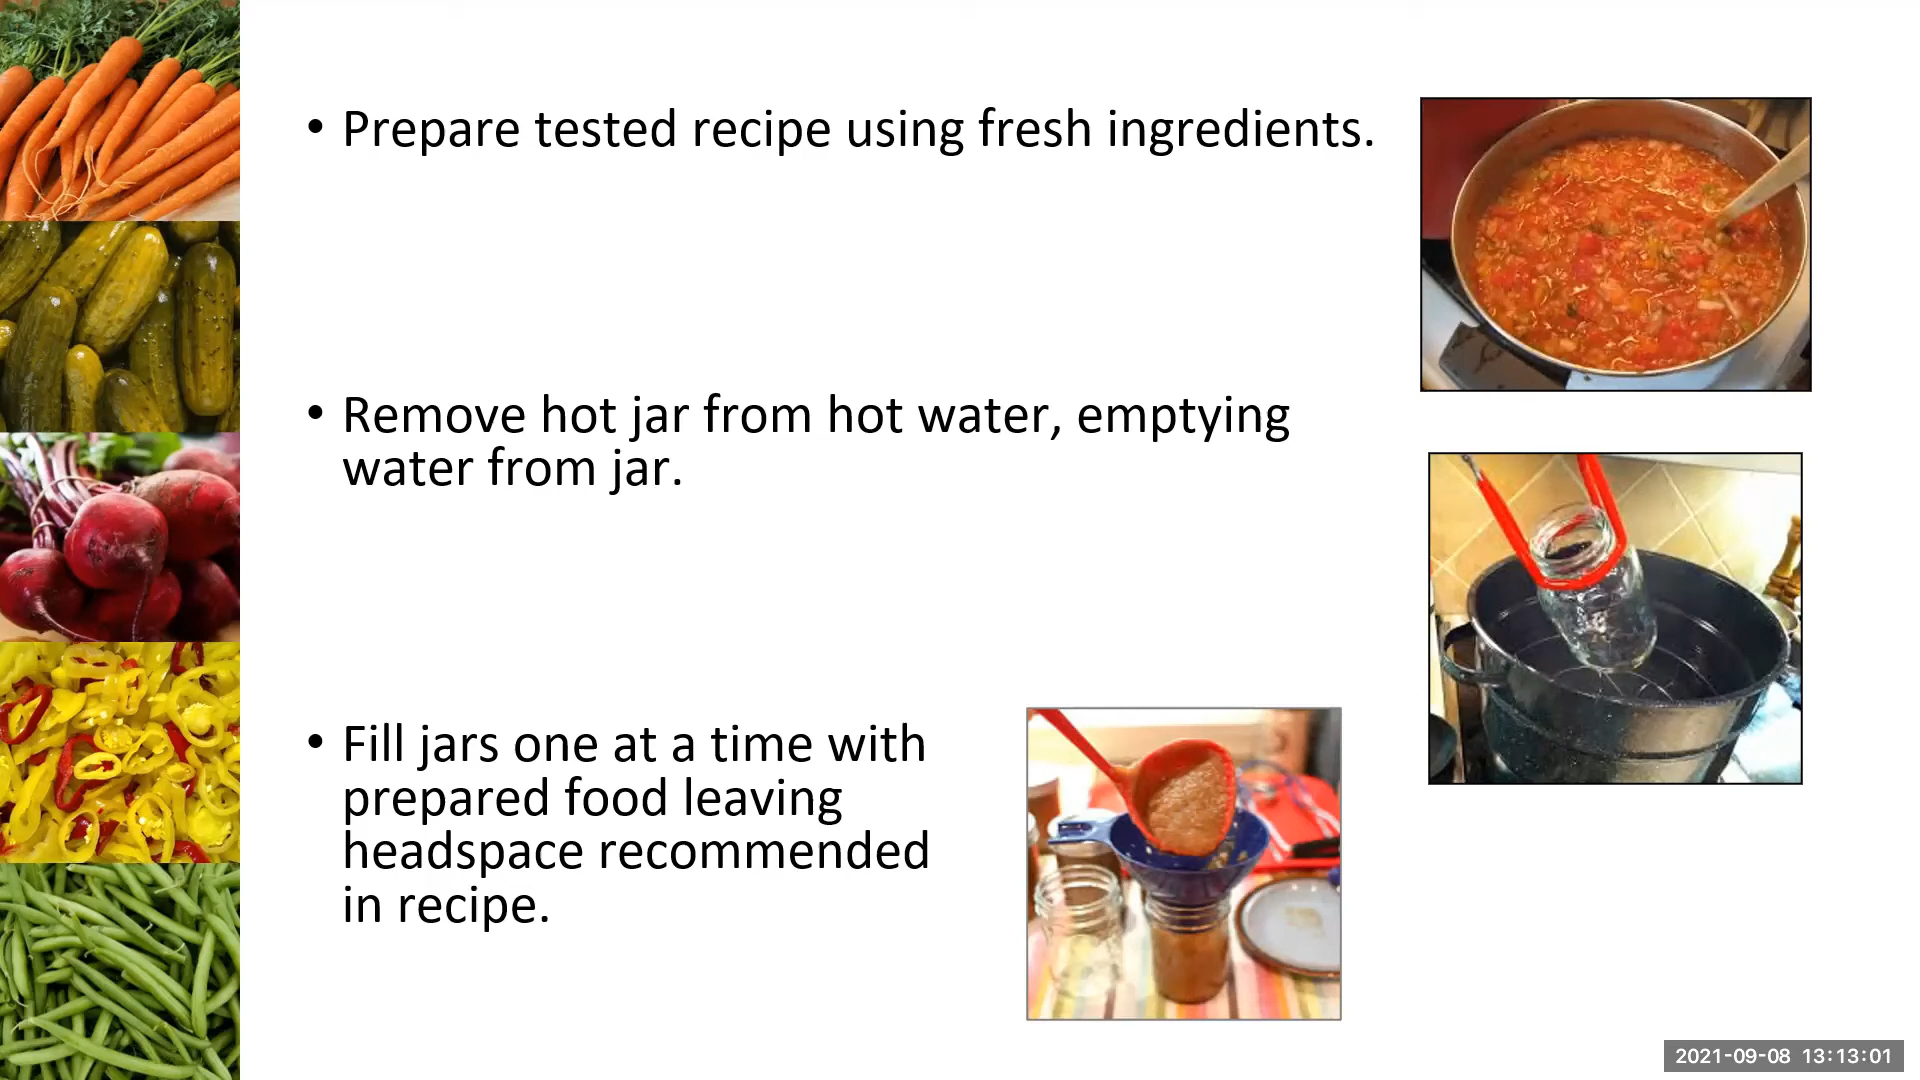 • Prepare tested recipe using fresh ingredients.
• Remove hot jar from hot water, emptying
water from jar.
• Fill jars one at a time with
prepared food leaving
headspace recommended
in recipe.
2021-09-08 13:13:01